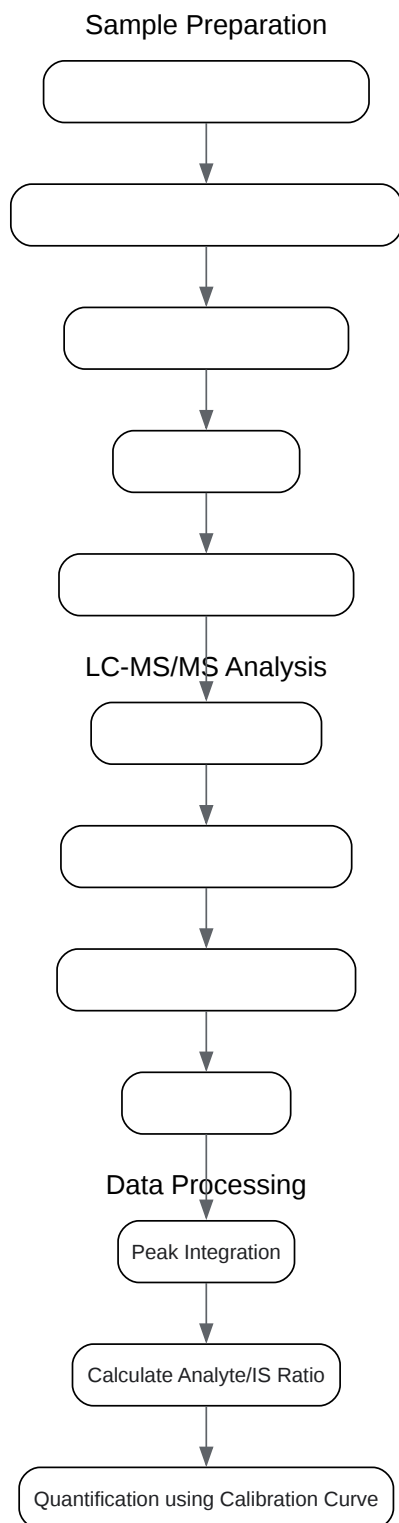 Sample Preparation
LC-MS/MS Analysis
Data Processing
Peak Integration
Calculate Analyte/IS Ratio
Quantification using Calibration Curve